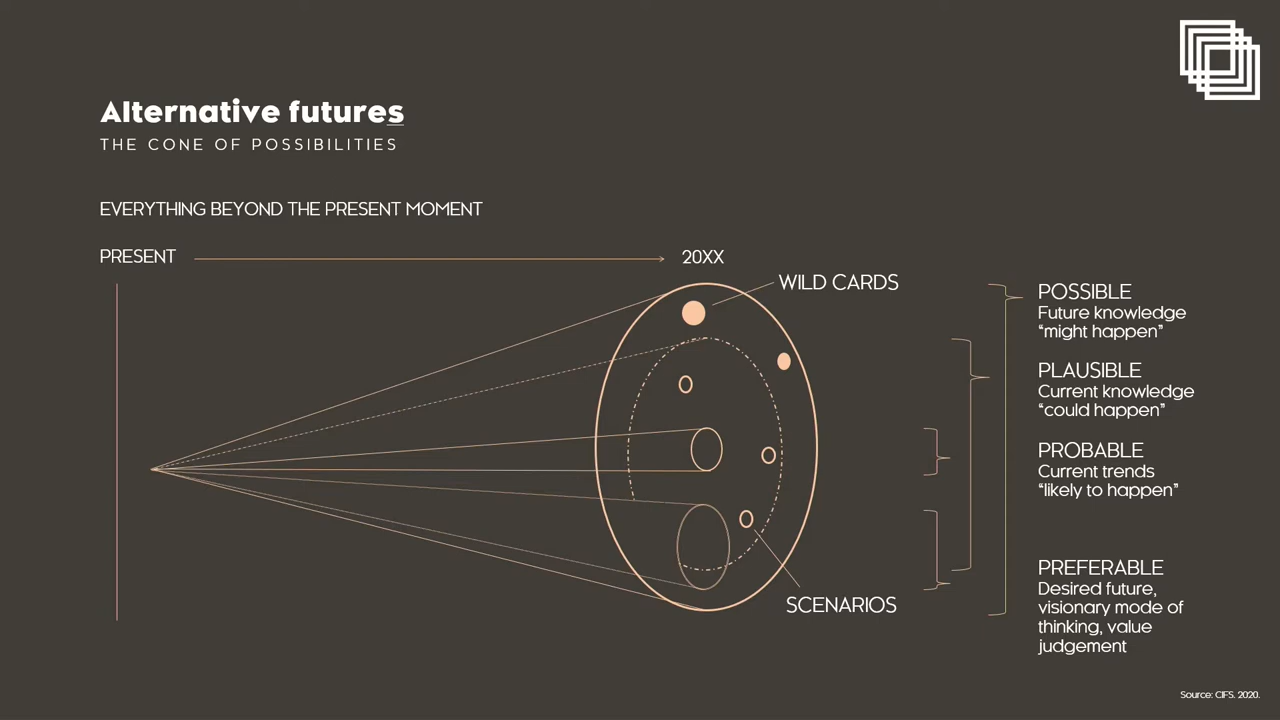 Alternative futures
THE CONE OF POSSIBILITIES
EVERYTHING BEYOND THE PRESENT MOMENT
PRESENT
20XX
WILD CARDS
SCENARIOS
POSSIBLE
Future knowledge
“might happen”
PLAUSIBLE
Current knowledge
“could happen”
PROBABLE
Current trends
“likely to happen”
PREFERABLE
Desired future,
visionary mode of
thinking, value
judgement
Source: CIFS. 2020.